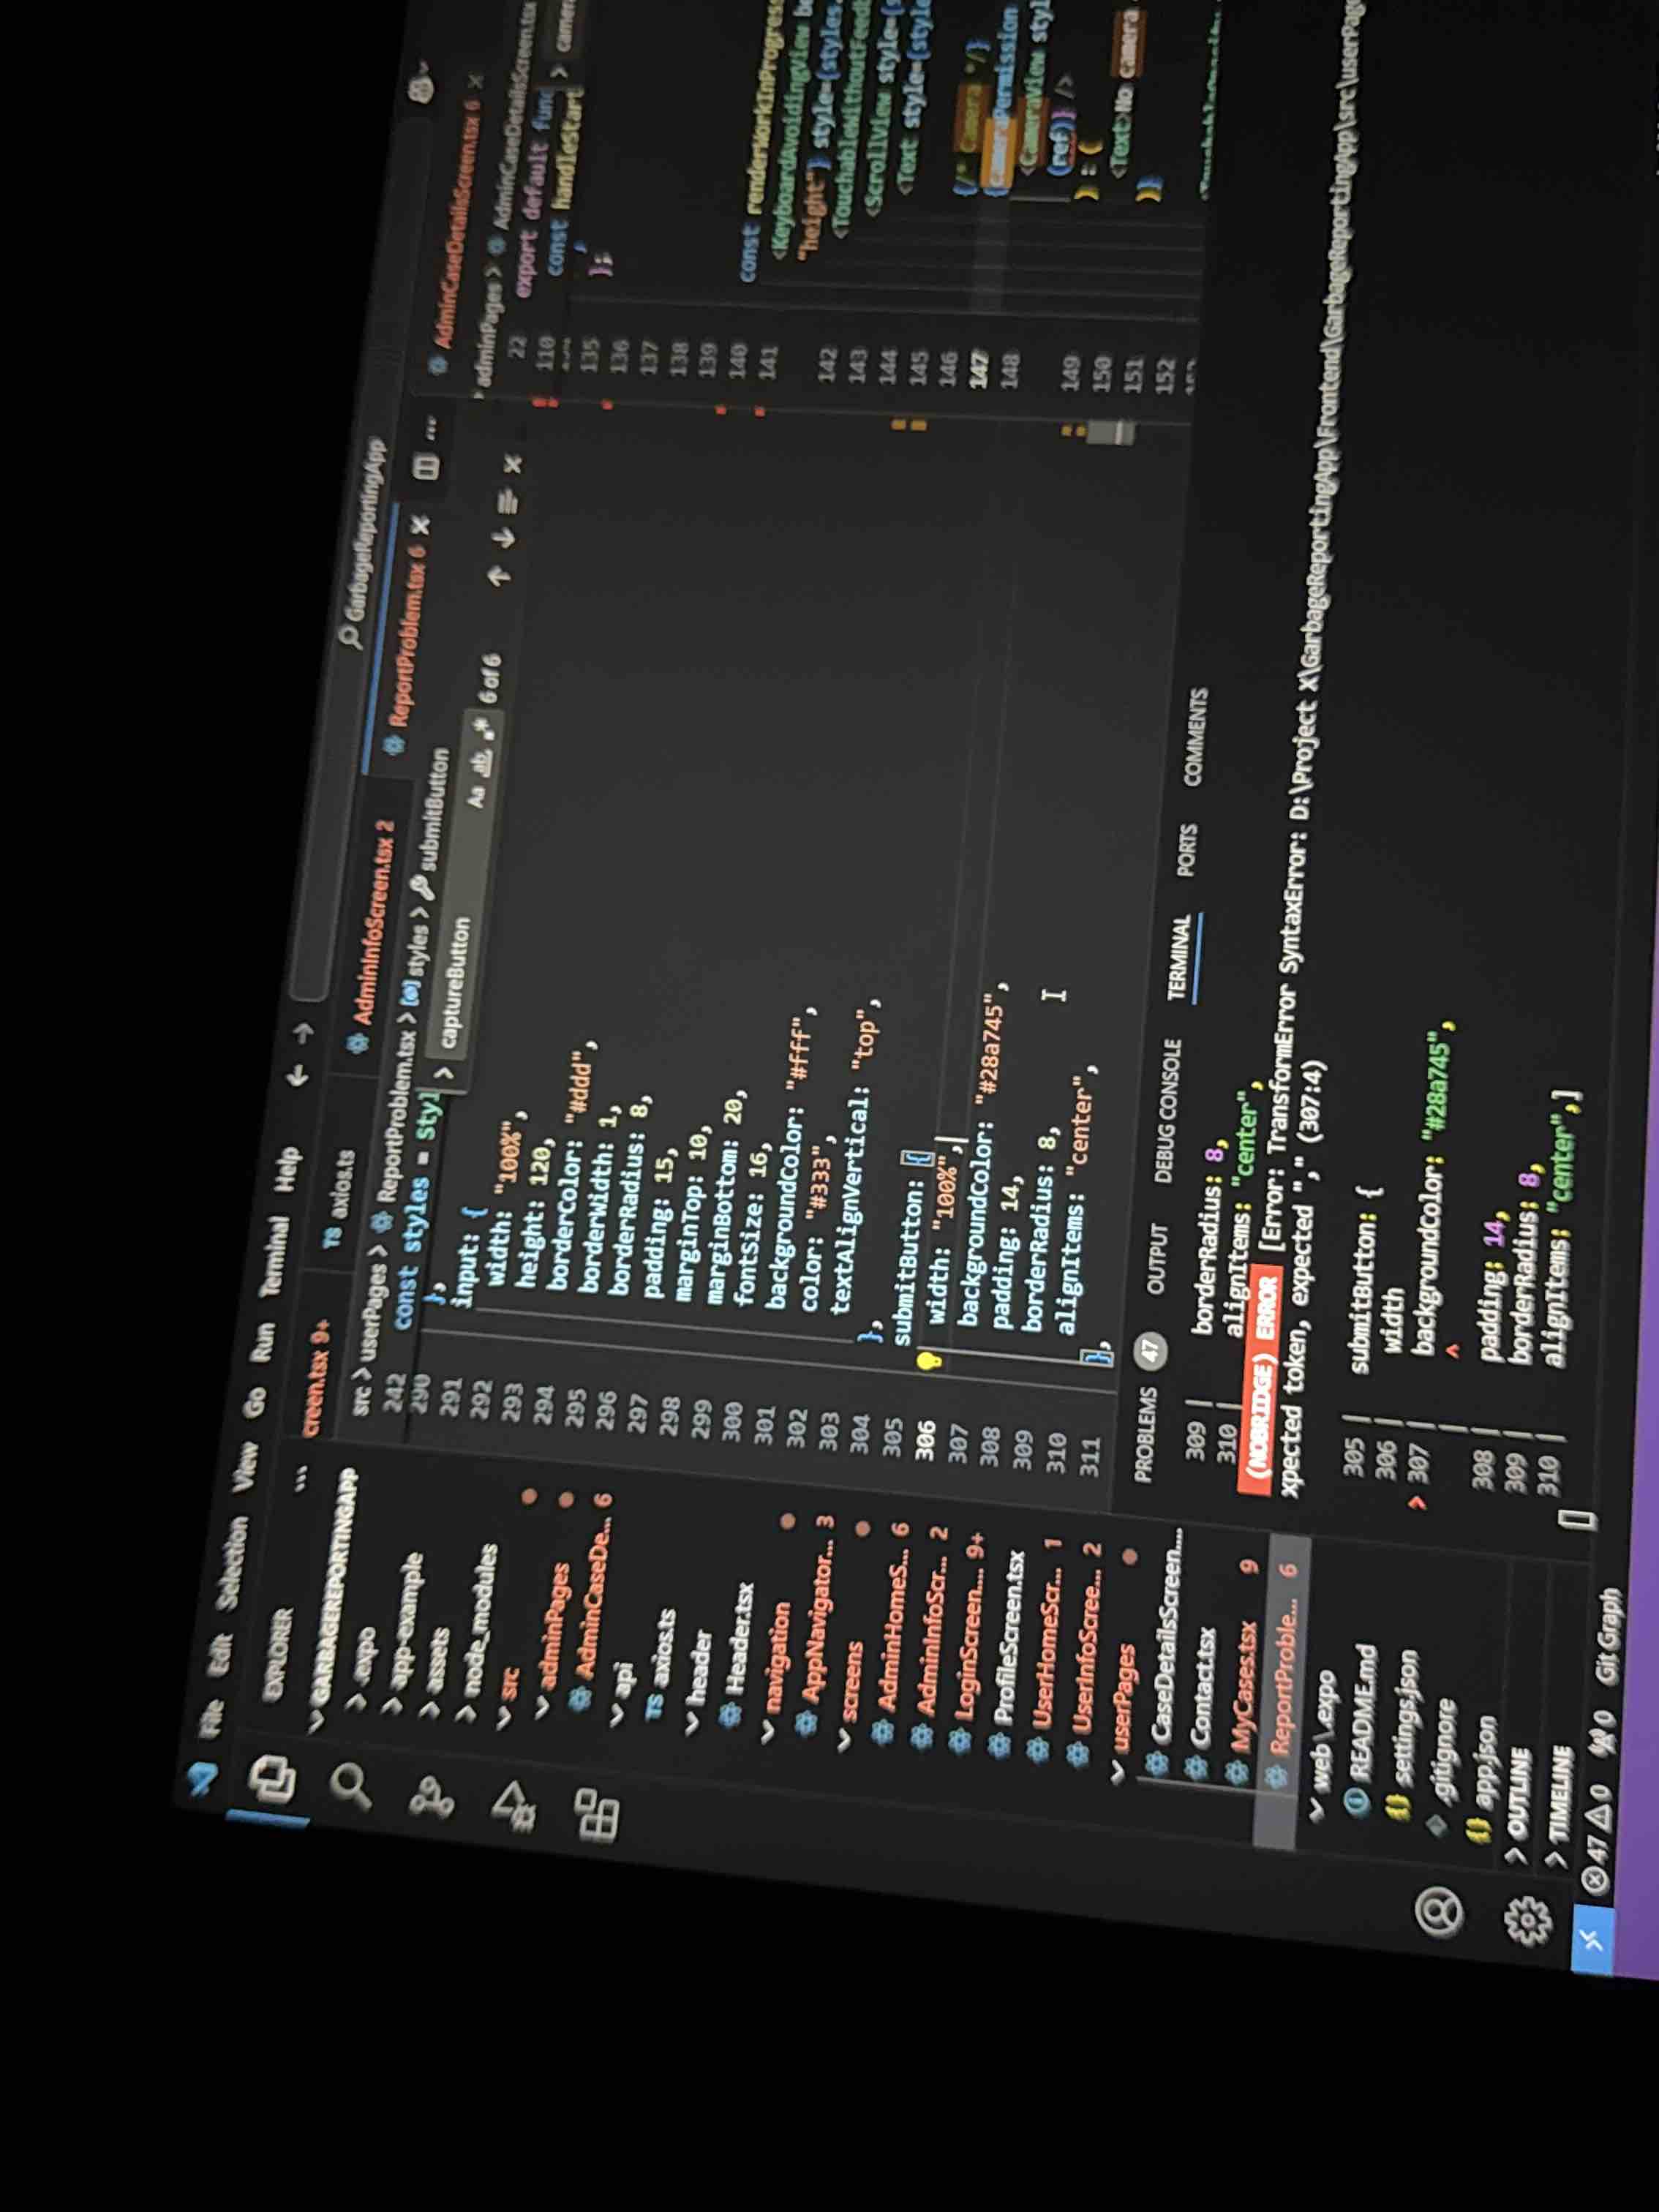 File Edit Selection View Go Run Terminal Help
GarbageReportingApp
EXPLORER
GARBAGEREPORTINGAPP
.expo
app-example
assets
node_modules
src
adminPages
AdminCaseDe... 6
api
TS axios.ts
header
Header.tsx
navigation
AppNavigator... 3
screens
AdminHomeS... 6
AdminInfoScr... 2
LoginScreen.... 9+
ProfileScreen.tsx
UserHomeScr... 1
UserInfoScree... 2
userPages
CaseDetailsScreen....
Contact.tsx
MyCases.tsx 9
ReportProble... 6
web\.expo
README.md
settings.json
.gitignore
app.json
OUTLINE
TIMELINE
creen.tsx 9+
TS axios.ts
AdminInfoScreen.tsx 2
ReportProblem.tsx 6
src > userPages > ReportProblem.tsx > styles > submitButton
captureButton Aa ab 6 of 6
242 const styles = Styl
290 },
291 input: {
292 width: "100%",
293 height: 120,
294 borderColor: "#ddd",
295 borderWidth: 1,
296 borderRadius: 8,
297 padding: 15,
298 marginTop: 10,
299 marginBottom: 20,
300 fontSize: 16,
301 backgroundColor: "#fff",
302 color: "#333",
303 textAlignVertical: "top",
304 },
305 submitButton: {
306 width: "100%",
307 backgroundColor: "#28a745",
308 padding: 14,
309 borderRadius: 8,
310 alignItems: "center",
311 },
AdminCaseDetailsScreen.tsx 6
adminPages > AdminCaseDetailsScreen.tsx
22 export default func
110 const handleStart
135 };
136
137
138
139
140 const renderWorkInProgress
141 <KeyboardAvoidingView be
"height"} style={styles.
142 <TouchableWithoutFeedb
143 <ScrollView style={s
144 <Text style={style
145
146 {/* Camera */}
147 {cameraPermission
148 <CameraView styl
(ref)} />
149 ) : (
150 <Text>No camera
151 )}
152
PROBLEMS 47 OUTPUT DEBUG CONSOLE TERMINAL PORTS COMMENTS
309 | borderRadius: 8,
310 | alignItems: "center",
(NOBRIDGE) ERROR [Error: TransformError SyntaxError: D:\Project X\GarbageReportingApp\Frontend\GarbageReportingApp\src\userPage
xpected token, expected "," (307:4)
305 | submitButton: {
306 | width
> 307 | backgroundColor: "#28a745",
| ^
308 | padding: 14,
309 | borderRadius: 8,
310 | alignItems: "center",]
47 0 0 Git Graph